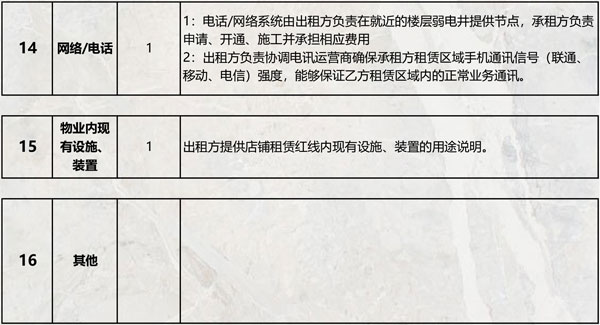 14
网络/电话
1
1：电话/网络系统由出租方负责在就近的楼层弱电井提供节点，承租方负责
申请、开通、施工并承担相应费用
2：出租方负责协调电讯运营商确保承租方租赁区域手机通讯信号（联通、
移动、电信）强度，能够保证乙方租赁区域内的正常业务通讯。
15
物业内现
有设施、
装置
1
出租方提供店铺租赁红线内现有设施、装置的用途说明。
16
其他